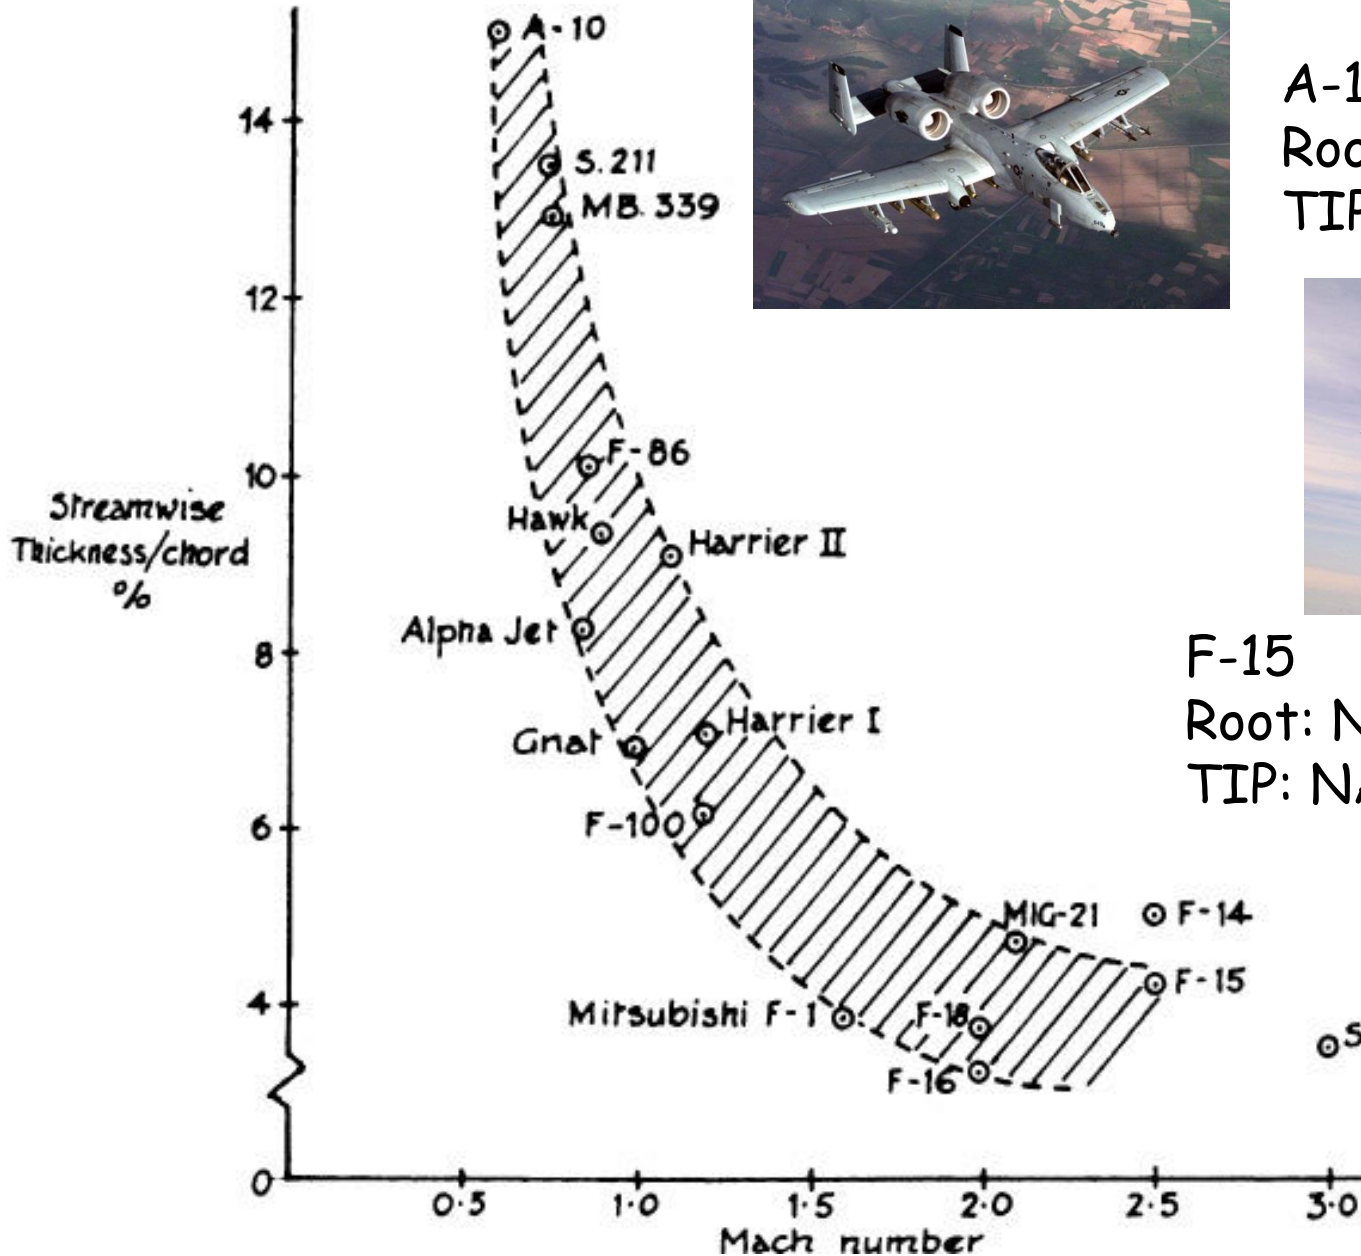 A-10
14
S.211
MB.339
12
F-86
10
Streamwise
Thickness/chord
%
Hawk
Harrier II
Alpha Jet
8
Harrier I
Gnat
F-100
6
MIG-21
F-14
F-15
4
Mitsubishi F-1
F-18
F-16
S
0
0.5
1.0
1.5
2.0
2.5
3.0
Mach number
A-1
Roo
TIP
F-15
Root: N
TIP: NA